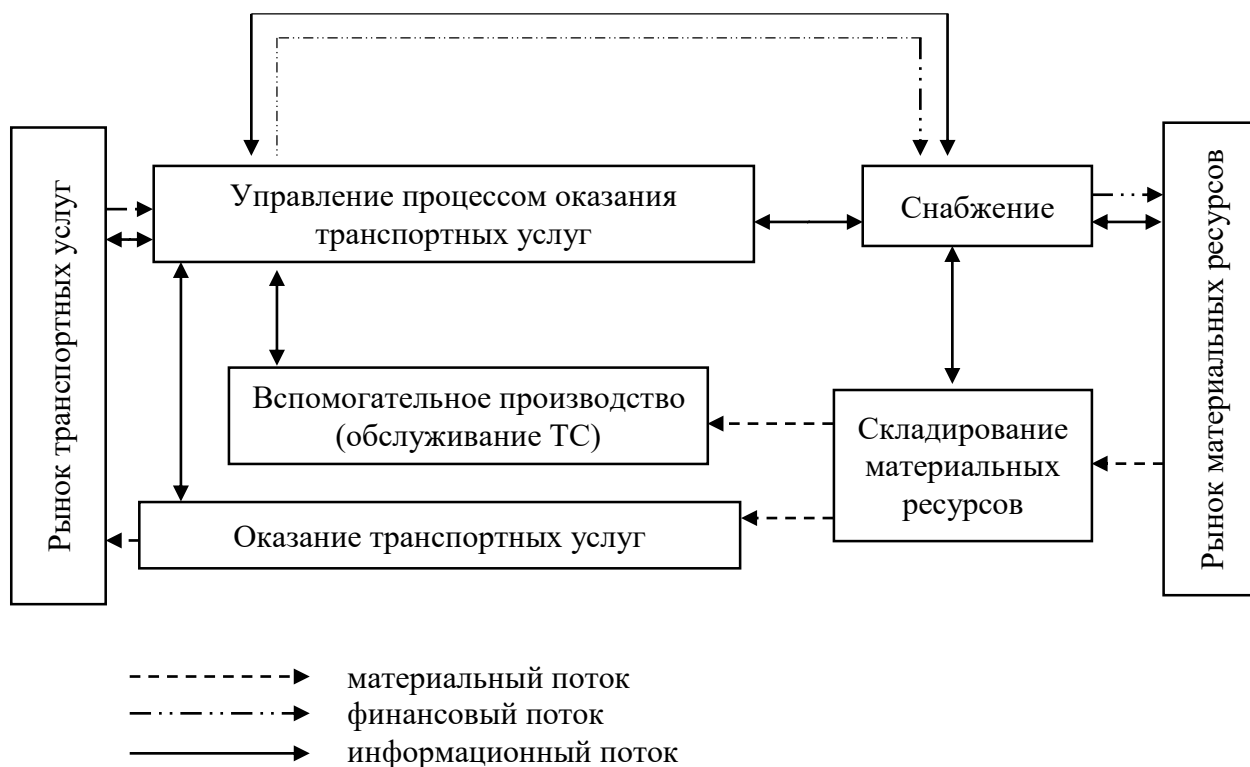 Рынок транспортных услуг
Управление процессом оказания
транспортных услуг
Снабжение
Рынок материальных ресурсов
Вспомогательное производство
(обслуживание ТС)
Складирование
материальных
ресурсов
Оказание транспортных услуг
материальный поток
финансовый поток
информационный поток